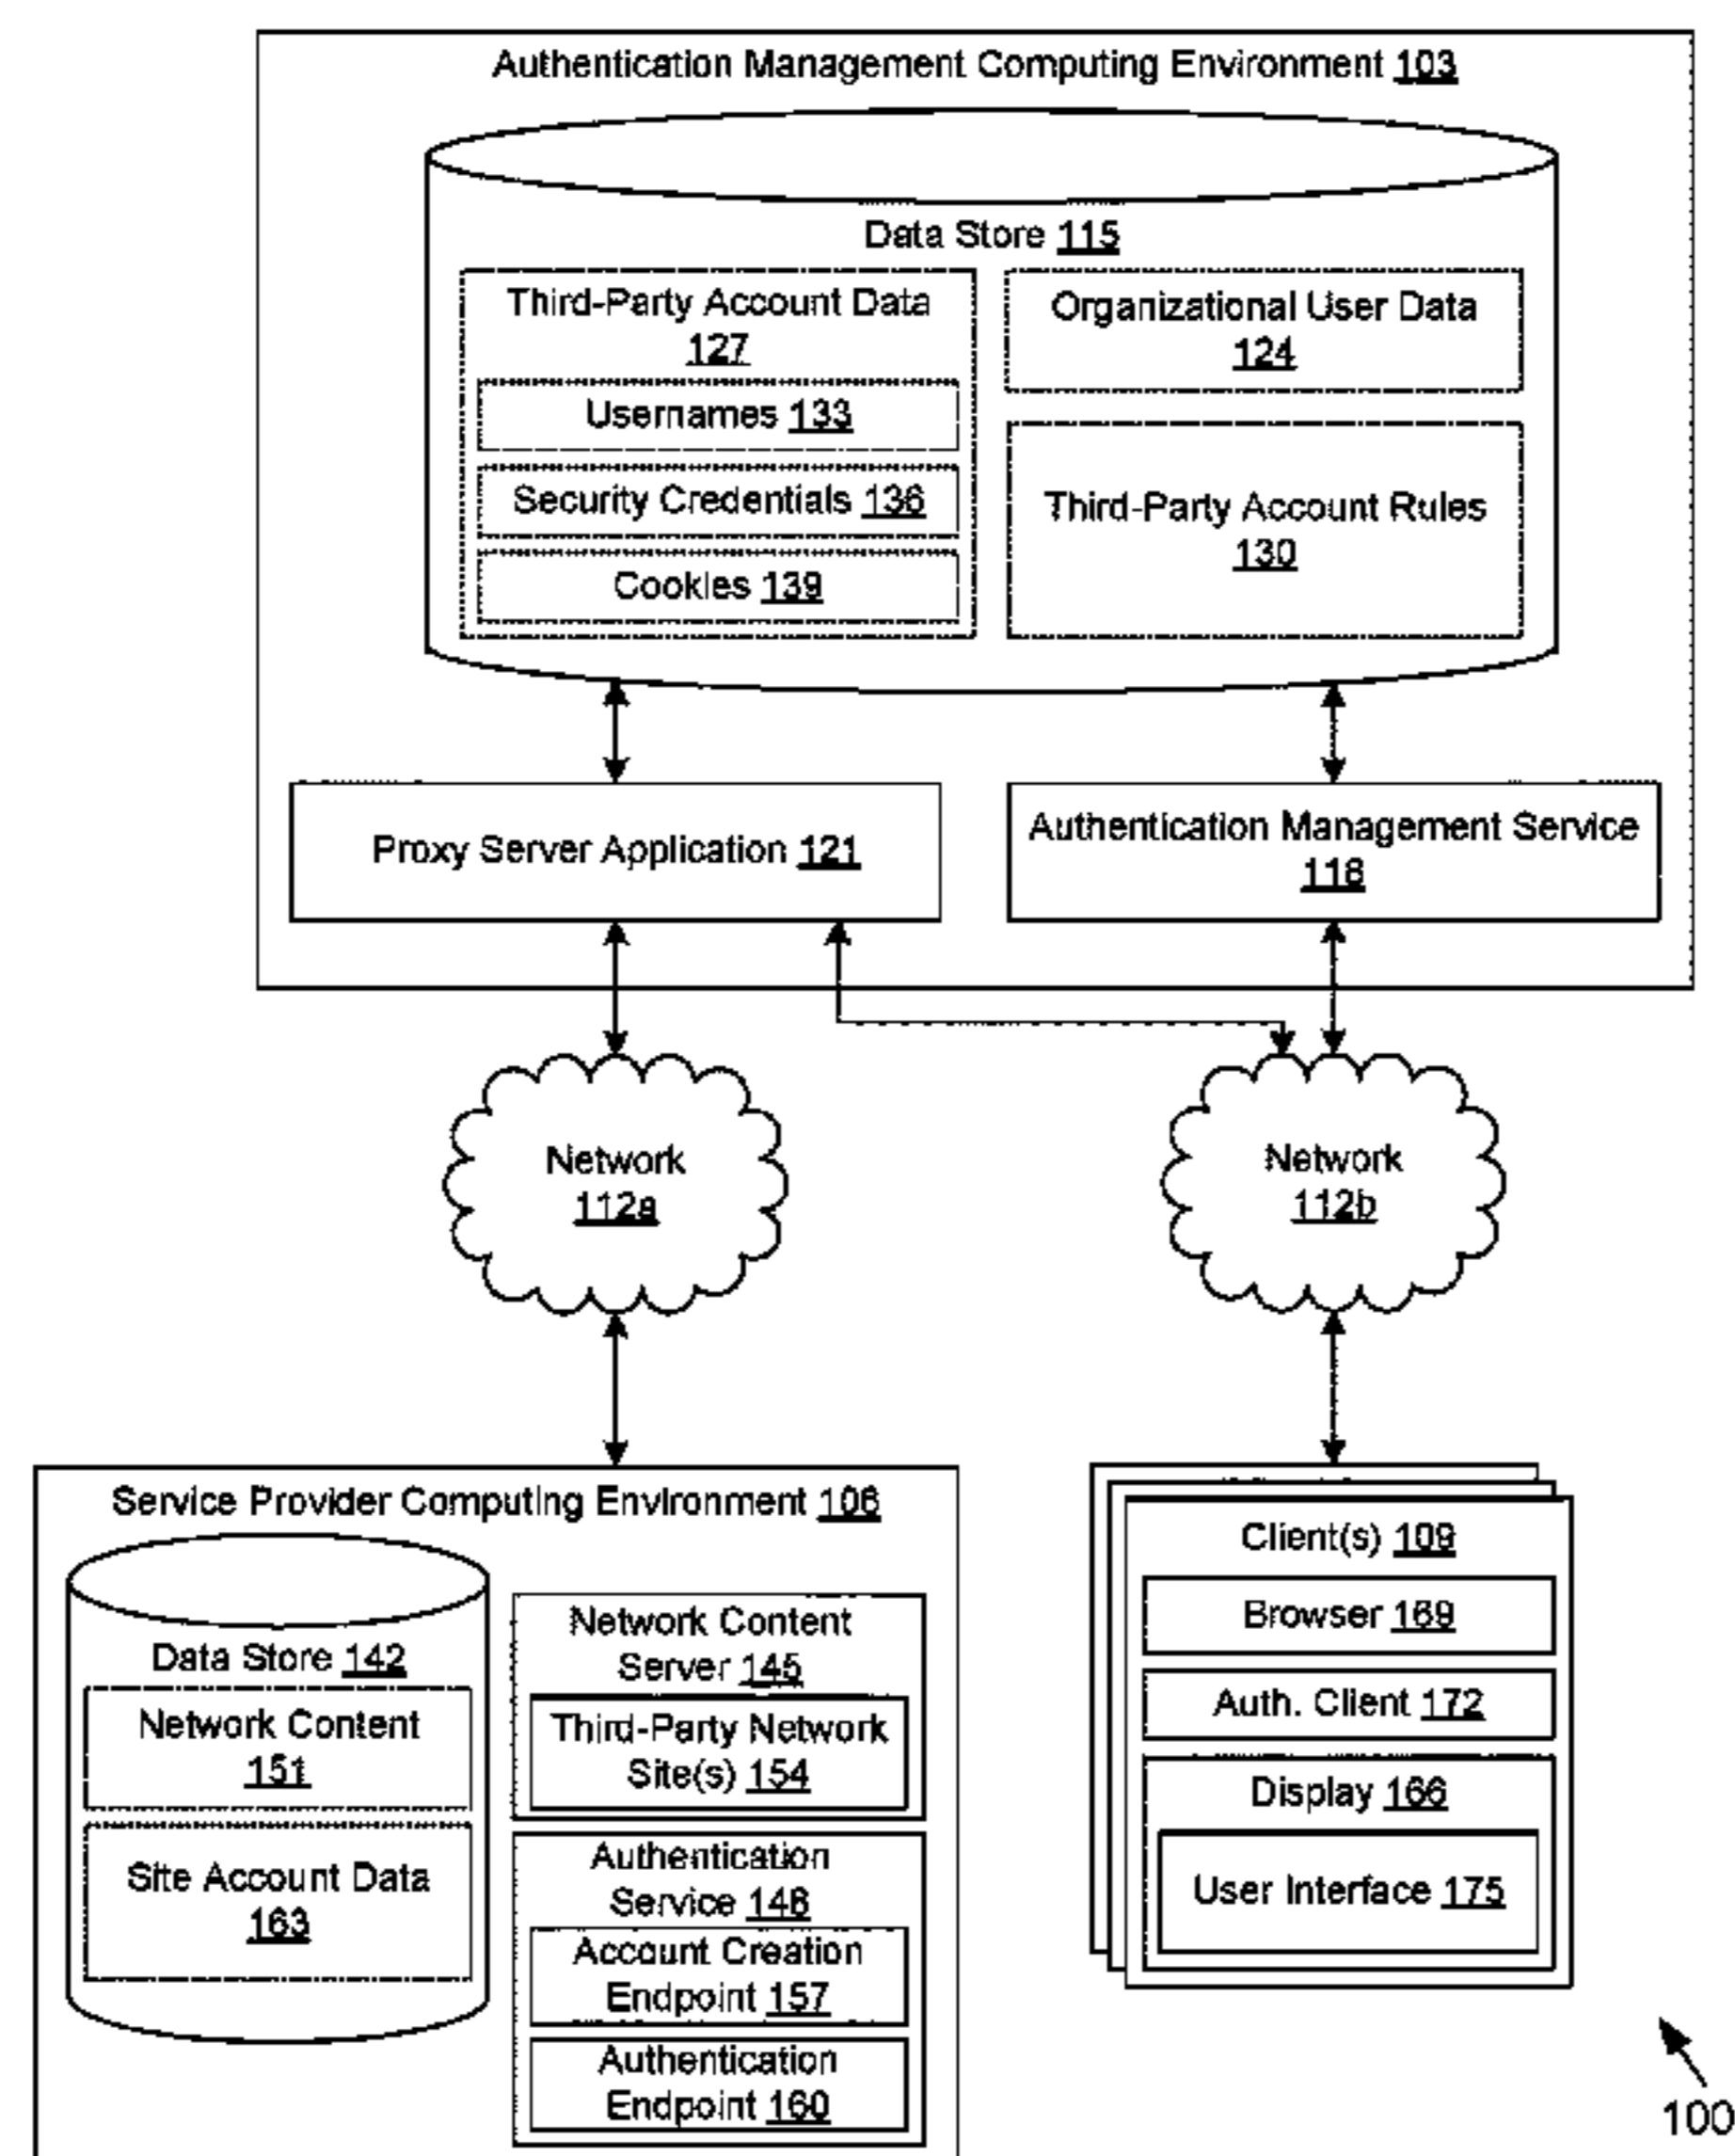 Authentication Management Computing Environment 103
Data Store 115
Third-Party Account Data
127
Usernames 133
Security Credentials 136
Cookies 139
Organizational User Data
124
Third-Party Account Rules
130
Proxy Server Application 121
Authentication Management Service
118
Network
112a
Network
112b
Service Provider Computing Environment 106
Data Store 142
Network Content
151
Site Account Data
163
Network Content
Server 145
Third-Party Network
Site(s) 154
Authentication
Service 148
Account Creation
Endpoint 157
Authentication
Endpoint 160
Client(s) 109
Browser 169
Auth. Client 172
Display 166
User Interface 175
100